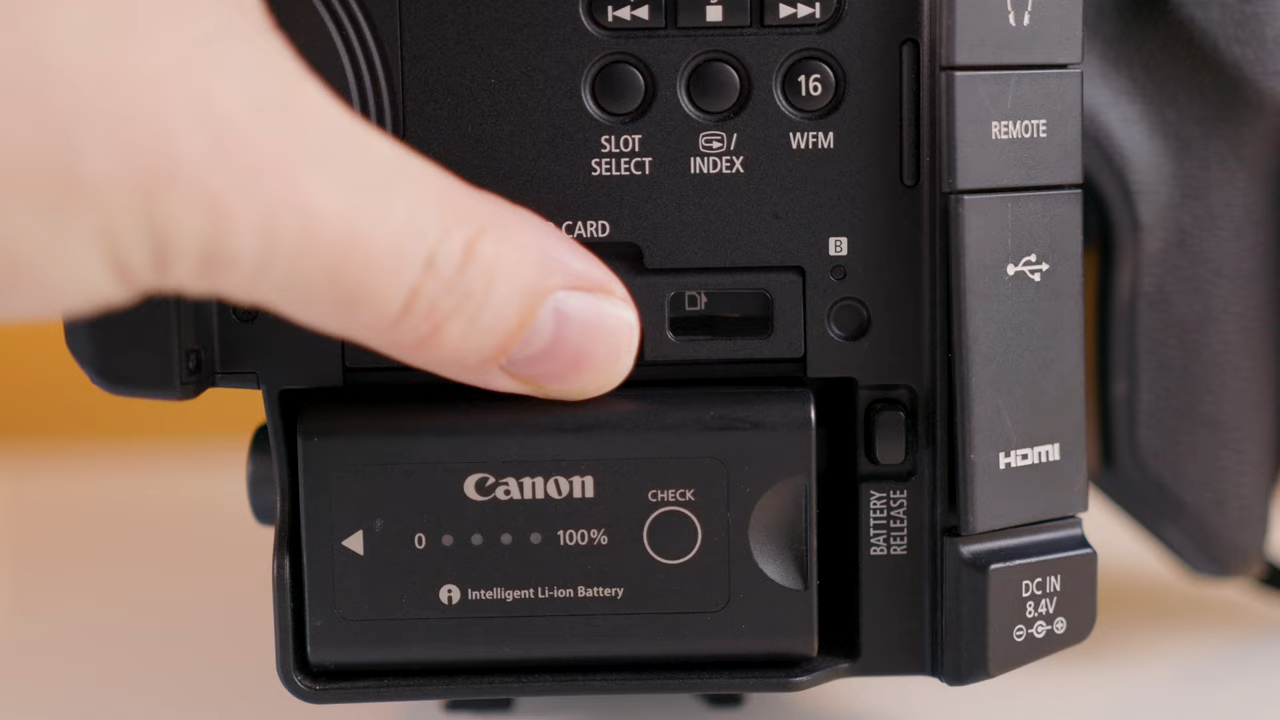 16
SLOT
SELECT
/
INDEX
WFM
REMOTE
CARD
B
HDMI
Canon
CHECK
0
100%
Intelligent Li-ion Battery
BATTERY
RELEASE
DC IN
8.4V